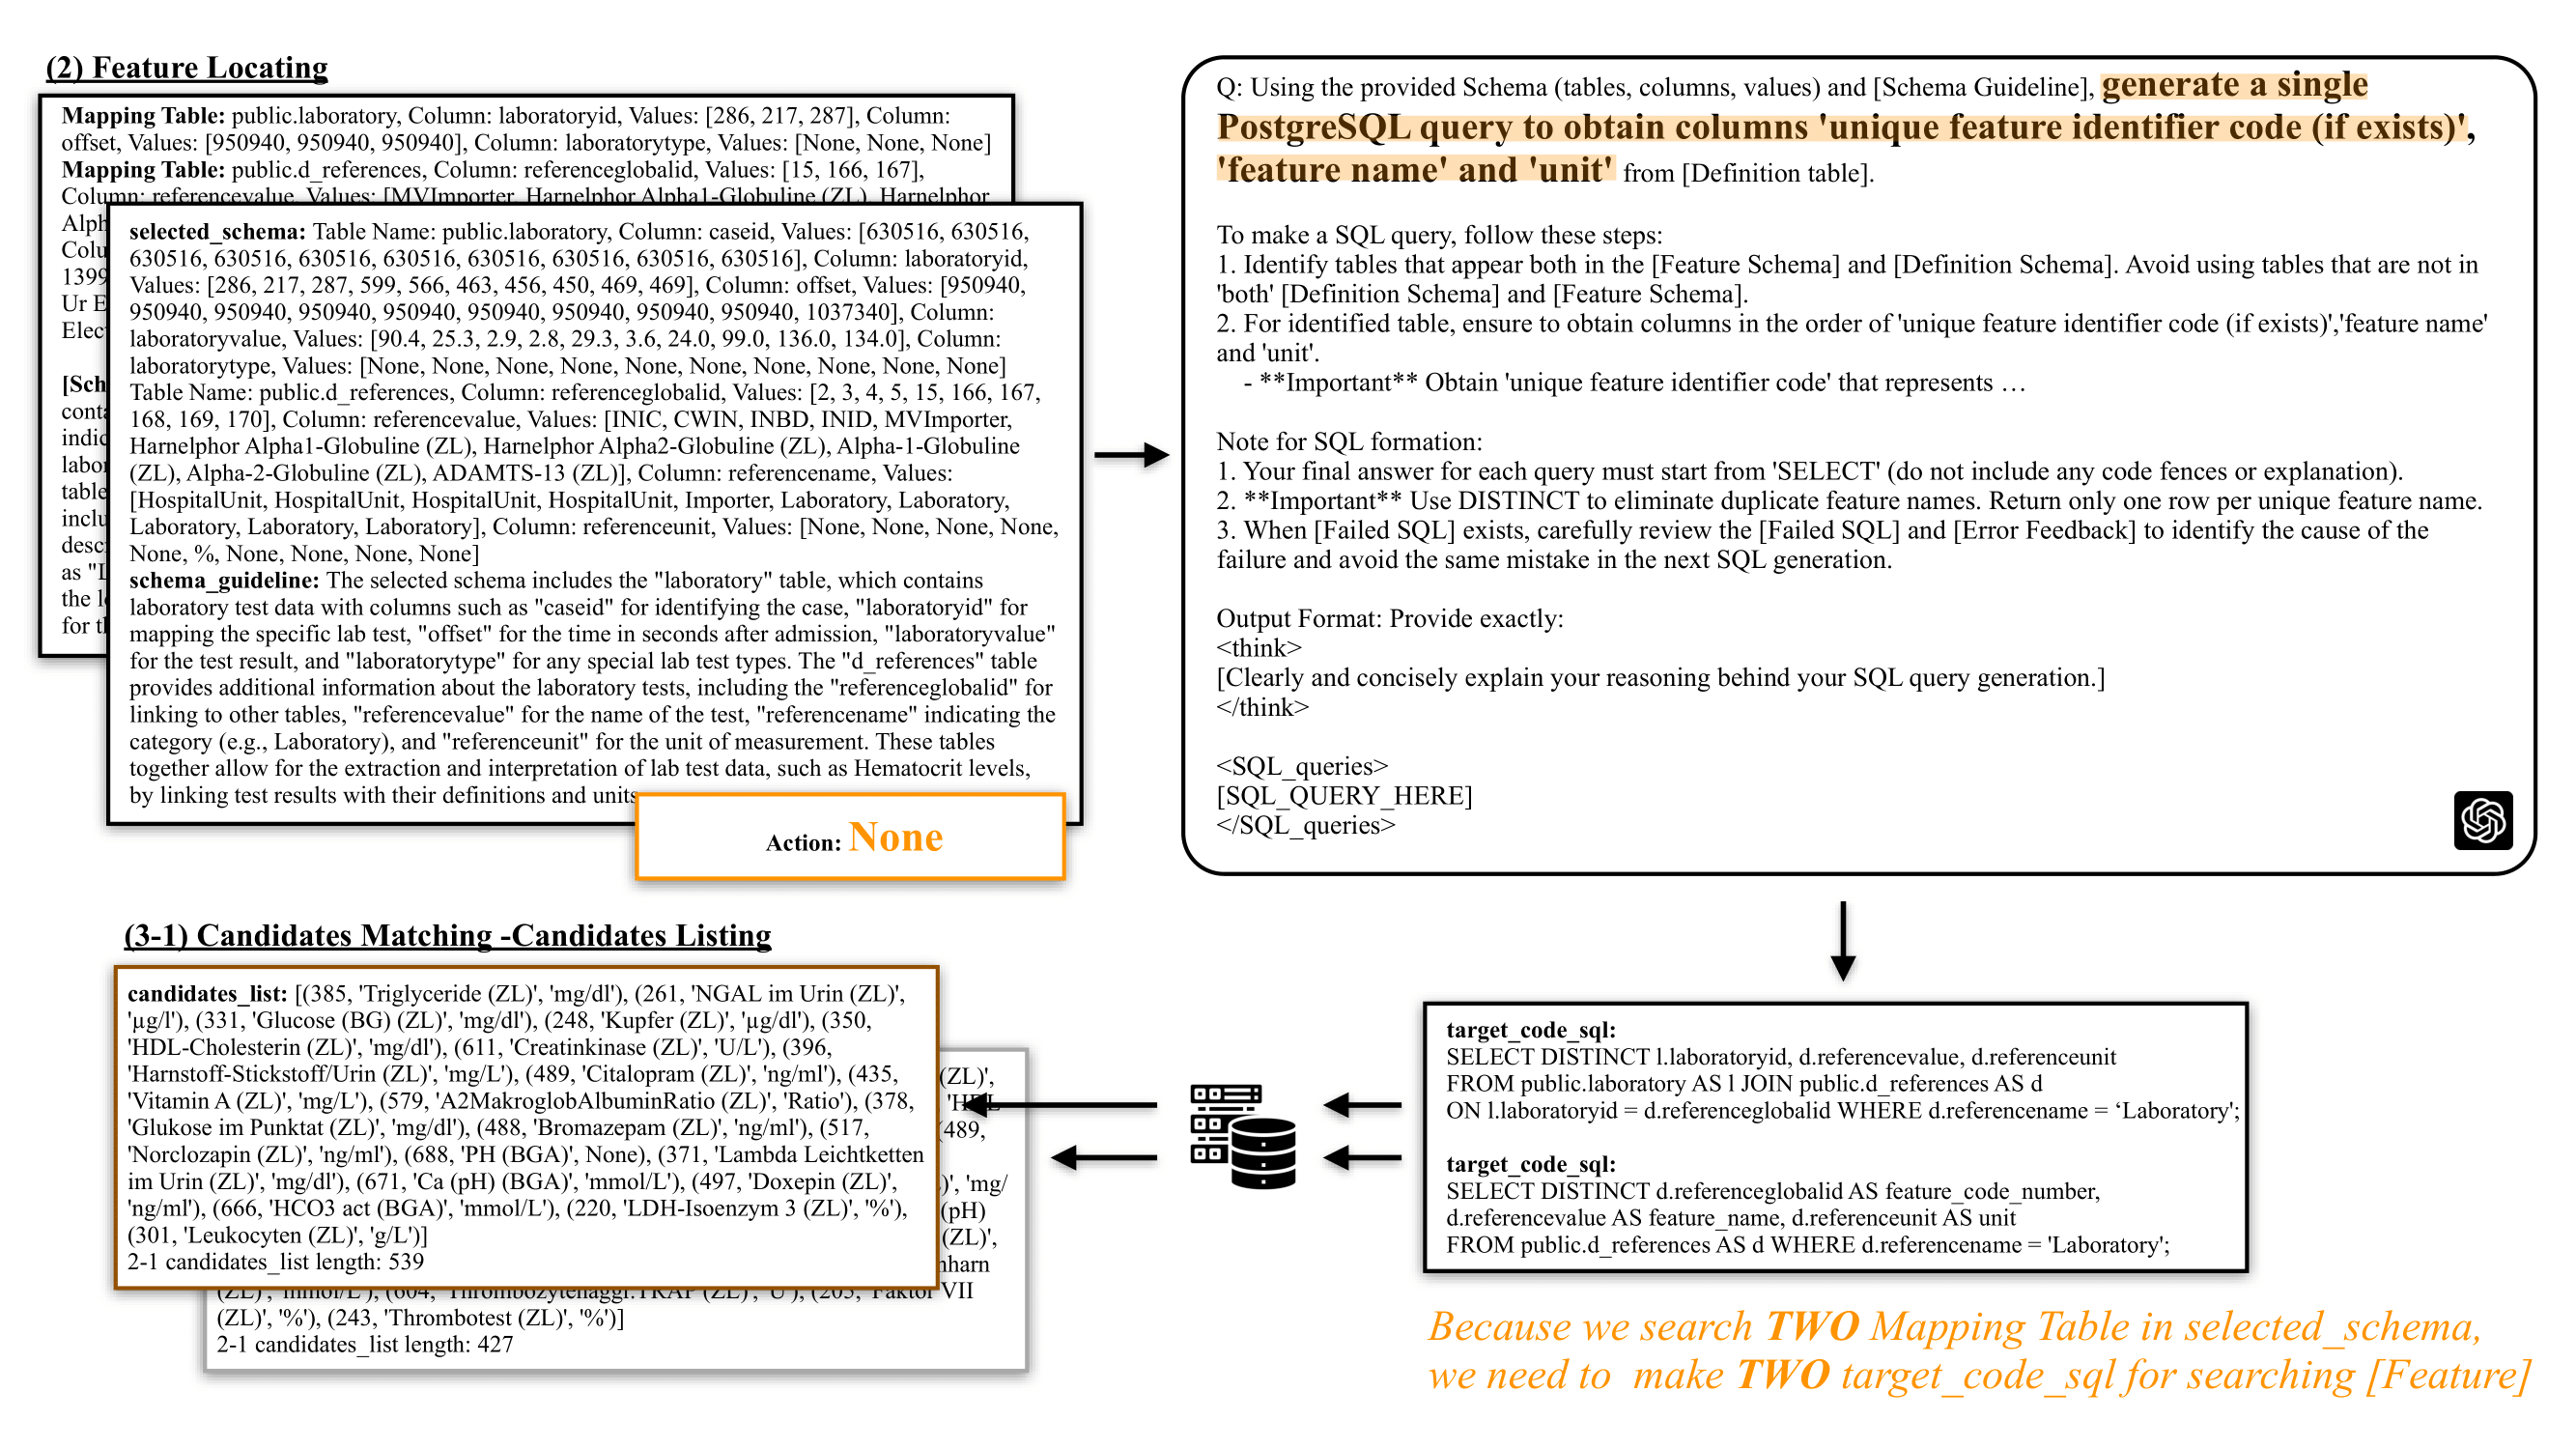 (2) Feature Locating
Mapping Table: public.laboratory, Column: laboratoryid, Values: [286, 217, 287], Column:
offset, Values: [950940, 950940, 950940], Column: laboratorytype, Values: [None, None, None]
Mapping Table: public.d_references, Column: referenceglobalid, Values: [15, 166, 167],
Column: referencevalue, Values: [MVImporter, Harnelphor Alpha1-Globuline (ZL), Harnelphor
Alph
Colu
1399
Ur E
Elec
[Sch
conta
indic
labor
table
inclu
descr
as "L
the l
for th
selected_schema: Table Name: public.laboratory, Column: caseid, Values: [630516, 630516,
630516, 630516, 630516, 630516, 630516, 630516, 630516, 630516], Column: laboratoryid,
Values: [286, 217, 287, 599, 566, 463, 456, 450, 469, 469], Column: offset, Values: [950940,
950940, 950940, 950940, 950940, 950940, 950940, 950940, 950940, 1037340], Column:
laboratoryvalue, Values: [90.4, 25.3, 2.9, 2.8, 29.3, 3.6, 24.0, 99.0, 136.0, 134.0], Column:
laboratorytype, Values: [None, None, None, None, None, None, None, None, None, None]
Table Name: public.d_references, Column: referenceglobalid, Values: [2, 3, 4, 5, 15, 166, 167,
168, 169, 170], Column: referencevalue, Values: [INIC, CWIN, INBD, INID, MVImporter,
Harnelphor Alpha1-Globuline (ZL), Harnelphor Alpha2-Globuline (ZL), Alpha-1-Globuline
(ZL), Alpha-2-Globuline (ZL), ADAMTS-13 (ZL)], Column: referencename, Values:
[HospitalUnit, HospitalUnit, HospitalUnit, HospitalUnit, Importer, Laboratory, Laboratory,
Laboratory, Laboratory, Laboratory], Column: referenceunit, Values: [None, None, None, None,
None, %, None, None, None, None]
schema_guideline: The selected schema includes the "laboratory" table, which contains
laboratory test data with columns such as "caseid" for identifying the case, "laboratoryid" for
mapping the specific lab test, "offset" for the time in seconds after admission, "laboratoryvalue"
for the test result, and "laboratorytype" for any special lab test types. The "d_references" table
provides additional information about the laboratory tests, including the "referenceglobalid" for
linking to other tables, "referencevalue" for the name of the test, "referencename" indicating the
category (e.g., Laboratory), and "referenceunit" for the unit of measurement. These tables
together allow for the extraction and interpretation of lab test data, such as Hematocrit levels,
by linking test results with their definitions and units
Action: None
Q: Using the provided Schema (tables, columns, values) and [Schema Guideline], generate a single
PostgreSQL query to obtain columns 'unique feature identifier code (if exists)',
'feature name' and 'unit' from [Definition table].
To make a SQL query, follow these steps:
1. Identify tables that appear both in the [Feature Schema] and [Definition Schema]. Avoid using tables that are not in
'both' [Definition Schema] and [Feature Schema].
2. For identified table, ensure to obtain columns in the order of 'unique feature identifier code (if exists)','feature name'
and 'unit'.
- **Important** Obtain 'unique feature identifier code' that represents …
Note for SQL formation:
1. Your final answer for each query must start from 'SELECT' (do not include any code fences or explanation).
2. **Important** Use DISTINCT to eliminate duplicate feature names. Return only one row per unique feature name.
3. When [Failed SQL] exists, carefully review the [Failed SQL] and [Error Feedback] to identify the cause of the
failure and avoid the same mistake in the next SQL generation.
Output Format: Provide exactly:
<think>
[Clearly and concisely explain your reasoning behind your SQL query generation.]
</think>
<SQL_queries>
[SQL_QUERY_HERE]
</SQL_queries>
(3-1) Candidates Matching -Candidates Listing
candidates_list: [(385, 'Triglyceride (ZL)', 'mg/dl'), (261, 'NGAL im Urin (ZL)',
'µg/l'), (331, 'Glucose (BG) (ZL)', 'mg/dl'), (248, 'Kupfer (ZL)', 'µg/dl'), (350,
'HDL-Cholesterin (ZL)', 'mg/dl'), (611, 'Creatinkinase (ZL)', 'U/L'), (396,
'Harnstoff-Stickstoff/Urin (ZL)', 'mg/L'), (489, 'Citalopram (ZL)', 'ng/ml'), (435,
'Vitamin A (ZL)', 'mg/L'), (579, 'A2MakroglobAlbuminRatio (ZL)', 'Ratio'), (378,
'Glukose im Punktat (ZL)', 'mg/dl'), (488, 'Bromazepam (ZL)', 'ng/ml'), (517,
'Norclozapin (ZL)', 'ng/ml'), (688, 'PH (BGA)', None), (371, 'Lambda Leichtketten
im Urin (ZL)', 'mg/dl'), (671, 'Ca (pH) (BGA)', 'mmol/L'), (497, 'Doxepin (ZL)',
'ng/ml'), (666, 'HCO3 act (BGA)', 'mmol/L'), (220, 'LDH-Isoenzym 3 (ZL)', '%'),
(301, 'Leukocyten (ZL)', 'g/L')]
2-1 candidates_list length: 539
(ZL)',
'HDL
(489,
)', 'mg/
(pH)
(ZL)',
nharn
(ZL)', 'mmol/L'), (604, 'Thrombozytenaggr.TRAP (ZL)', 'U'), (205, 'Faktor VII
(ZL)', '%'), (243, 'Thrombotest (ZL)', '%')]
2-1 candidates_list length: 427
target_code_sql:
SELECT DISTINCT l.laboratoryid, d.referencevalue, d.referenceunit
FROM public.laboratory AS l JOIN public.d_references AS d
ON l.laboratoryid = d.referenceglobalid WHERE d.referencename = ‘Laboratory';
target_code_sql:
SELECT DISTINCT d.referenceglobalid AS feature_code_number,
d.referencevalue AS feature_name, d.referenceunit AS unit
FROM public.d_references AS d WHERE d.referencename = 'Laboratory';
Because we search TWO Mapping Table in selected_schema,
we need to make TWO target_code_sql for searching [Feature]